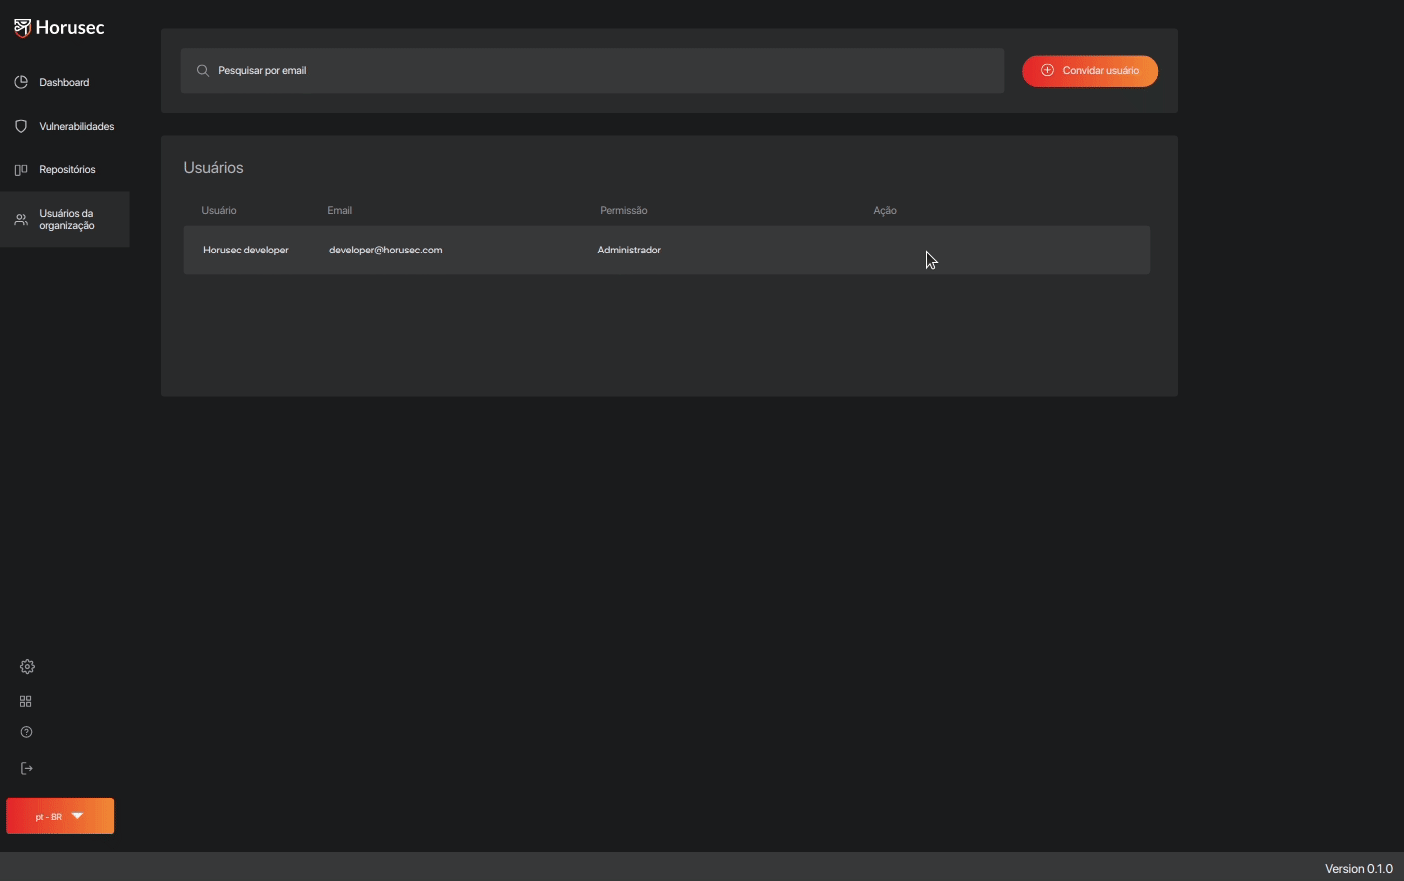 Horusec
Dashboard
Vulnerabilidades
Repositórios
Usuários da
organização
pt - BR
Pesquisar por email
Convidar usuário
Usuários
Usuário Email Permissão Ação
Horusec developer developer@horusec.com Administrador
Version 0.1.0